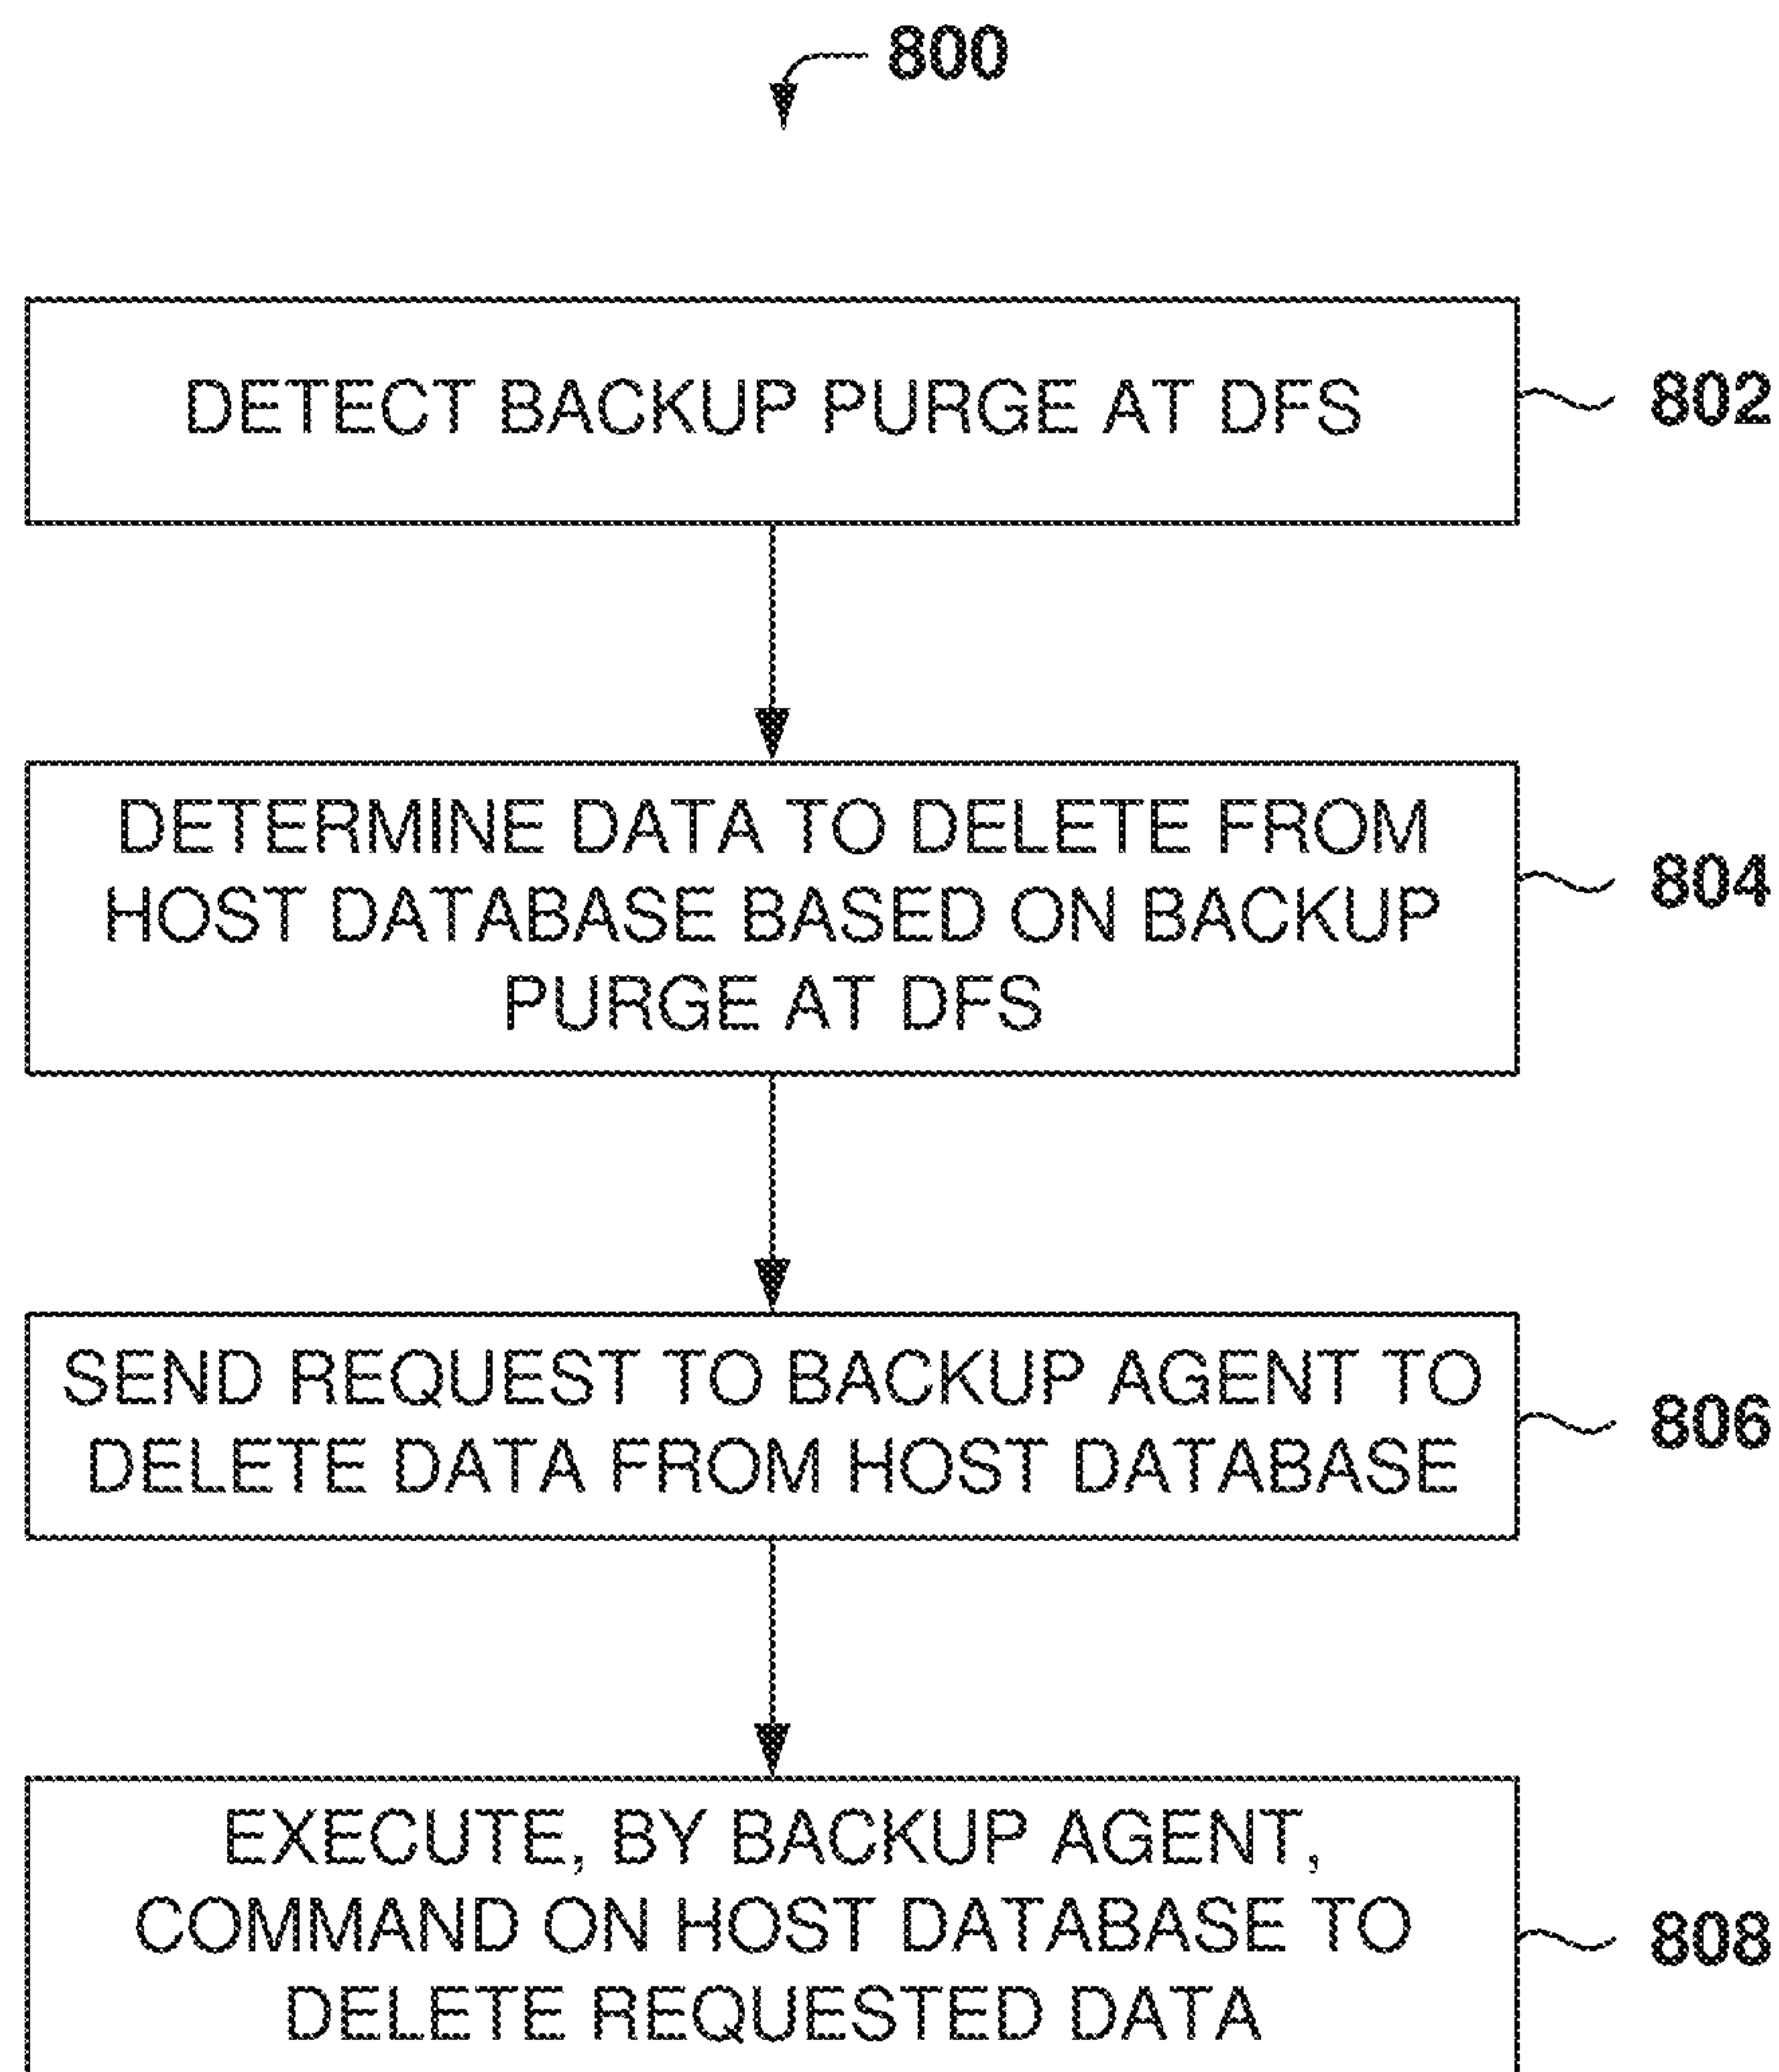 800
DETECT BACKUP PURGE AT DFS
802
DETERMINE DATA TO DELETE FROM
HOST DATABASE BASED ON BACKUP
PURGE AT DFS
804
SEND REQUEST TO BACKUP AGENT TO
DELETE DATA FROM HOST DATABASE
806
EXECUTE, BY BACKUP AGENT,
COMMAND ON HOST DATABASE TO
DELETE REQUESTED DATA
808